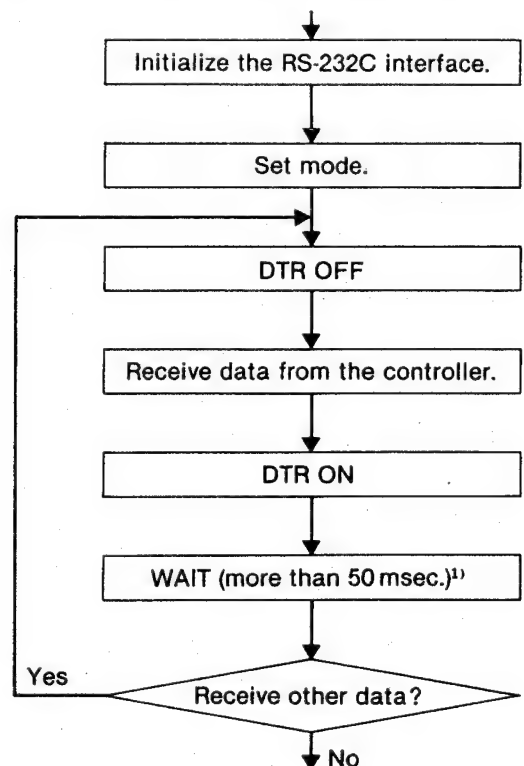 Initialize the RS-232C interface.
Set mode.
DTR OFF
Receive data from the controller.
DTR ON
WAIT (more than 50 msec.)¹⁾
Yes
Receive other data?
No